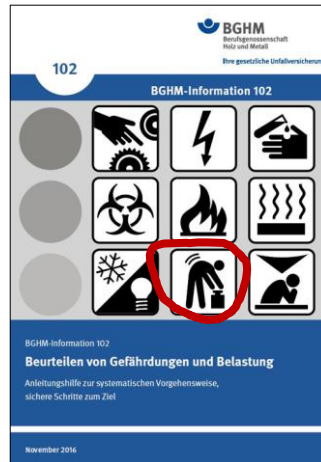 BGHM
Berufsgenossenschaft
Holz und Metall
Ihre gesetzliche Unfallversicherung
102
BGHM-Information 102
BGHM-Information 102
Beurteilen von Gefährdungen und Belastung
Anleitungshilfe zur systematischen Vorgehensweise,
sichere Schritte zum Ziel
November 2016